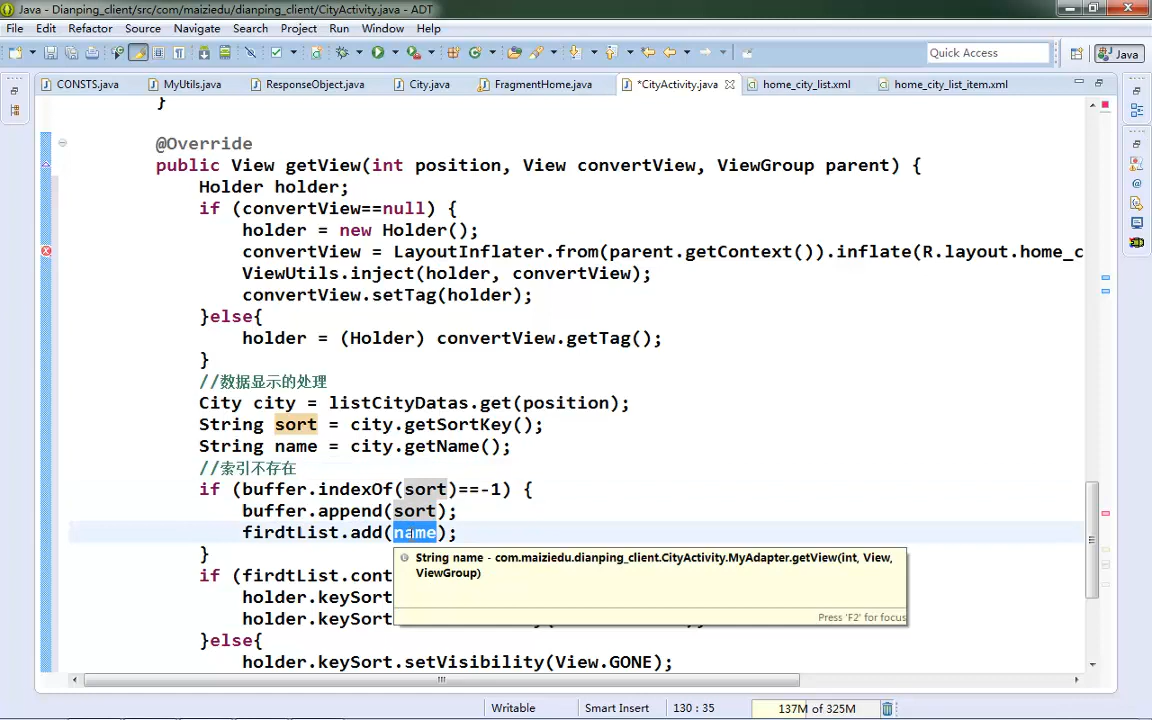 Java - Dianping_client/src/com/maiziedu/dianping_client/CityActivity.java - ADT
File Edit Refactor Source Navigate Search Project Run Window Help
Quick Access
Java
CONSTS.java MyUtils.java ResponseObject.java City.java FragmentHome.java *CityActivity.java home_city_list.xml home_city_list_item.xml
}
@Override
public View getView(int position, View convertView, ViewGroup parent) {
Holder holder;
if (convertView==null) {
holder = new Holder();
convertView = LayoutInflater.from(parent.getContext()).inflate(R.layout.home_c
ViewUtils.inject(holder, convertView);
convertView.setTag(holder);
}else{
holder = (Holder) convertView.getTag();
}
//数据显示的处理
City city = listCityDatas.get(position);
String sort = city.getSortKey();
String name = city.getName();
//索引不存在
if (buffer.indexOf(sort)==-1) {
buffer.append(sort);
firdtList.add(name);
}
String name - com.maiziedu.dianping_client.CityActivity.MyAdapter.getView(int, View,
ViewGroup)
Press 'F2' for focus
if (firdtList.cont
holder.keySort
holder.keySort
}else{
holder.keySort.setVisibility(View.GONE);
Writable Smart Insert 130 : 35 137M of 325M